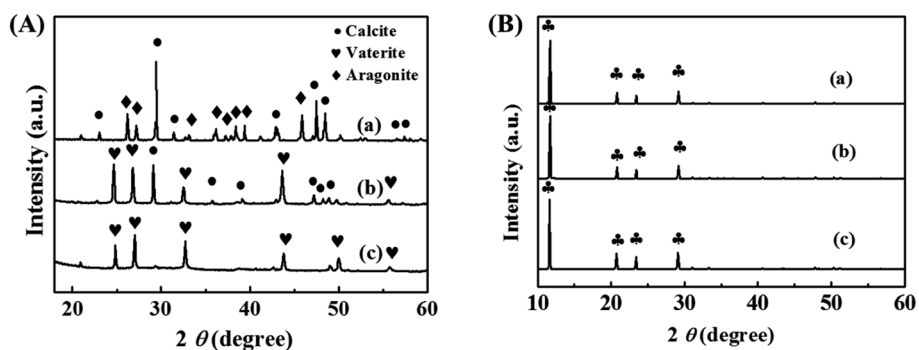 (A)
Intensity (a.u.)
● Calcite
♥ Vaterite
♦ Aragonite
(a)
(b)
(c)
20 30 40 50 60
2 θ (degree)
(B)
Intensity (a.u.)
(a)
(b)
(c)
10 20 30 40 50 60
2 θ (degree)